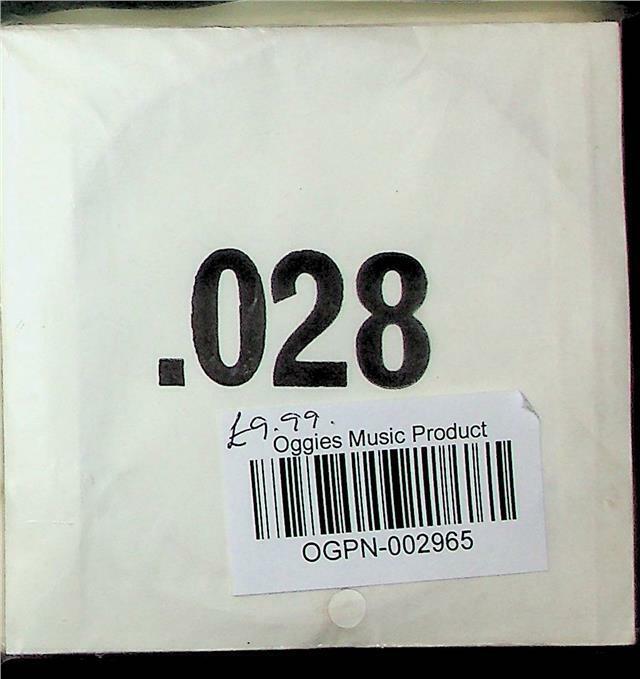 .028
£9.99.
Oggies Music Product
OGPN-002965